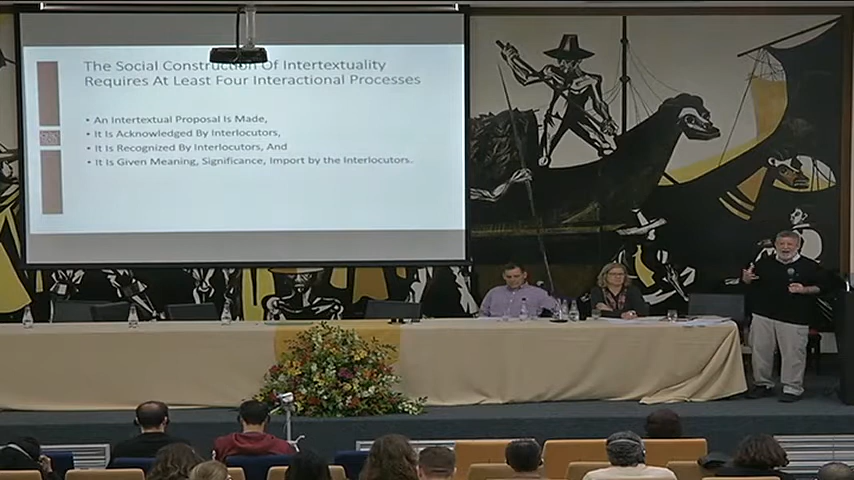 The Social Construction Of Intertextuality
Requires At Least Four Interactional Processes
• An Intertextual Proposal Is Made,
• It Is Acknowledged By Interlocutors,
• It Is Recognized By Interlocutors, And
• It Is Given Meaning, Significance, Import by the Interlocutors.